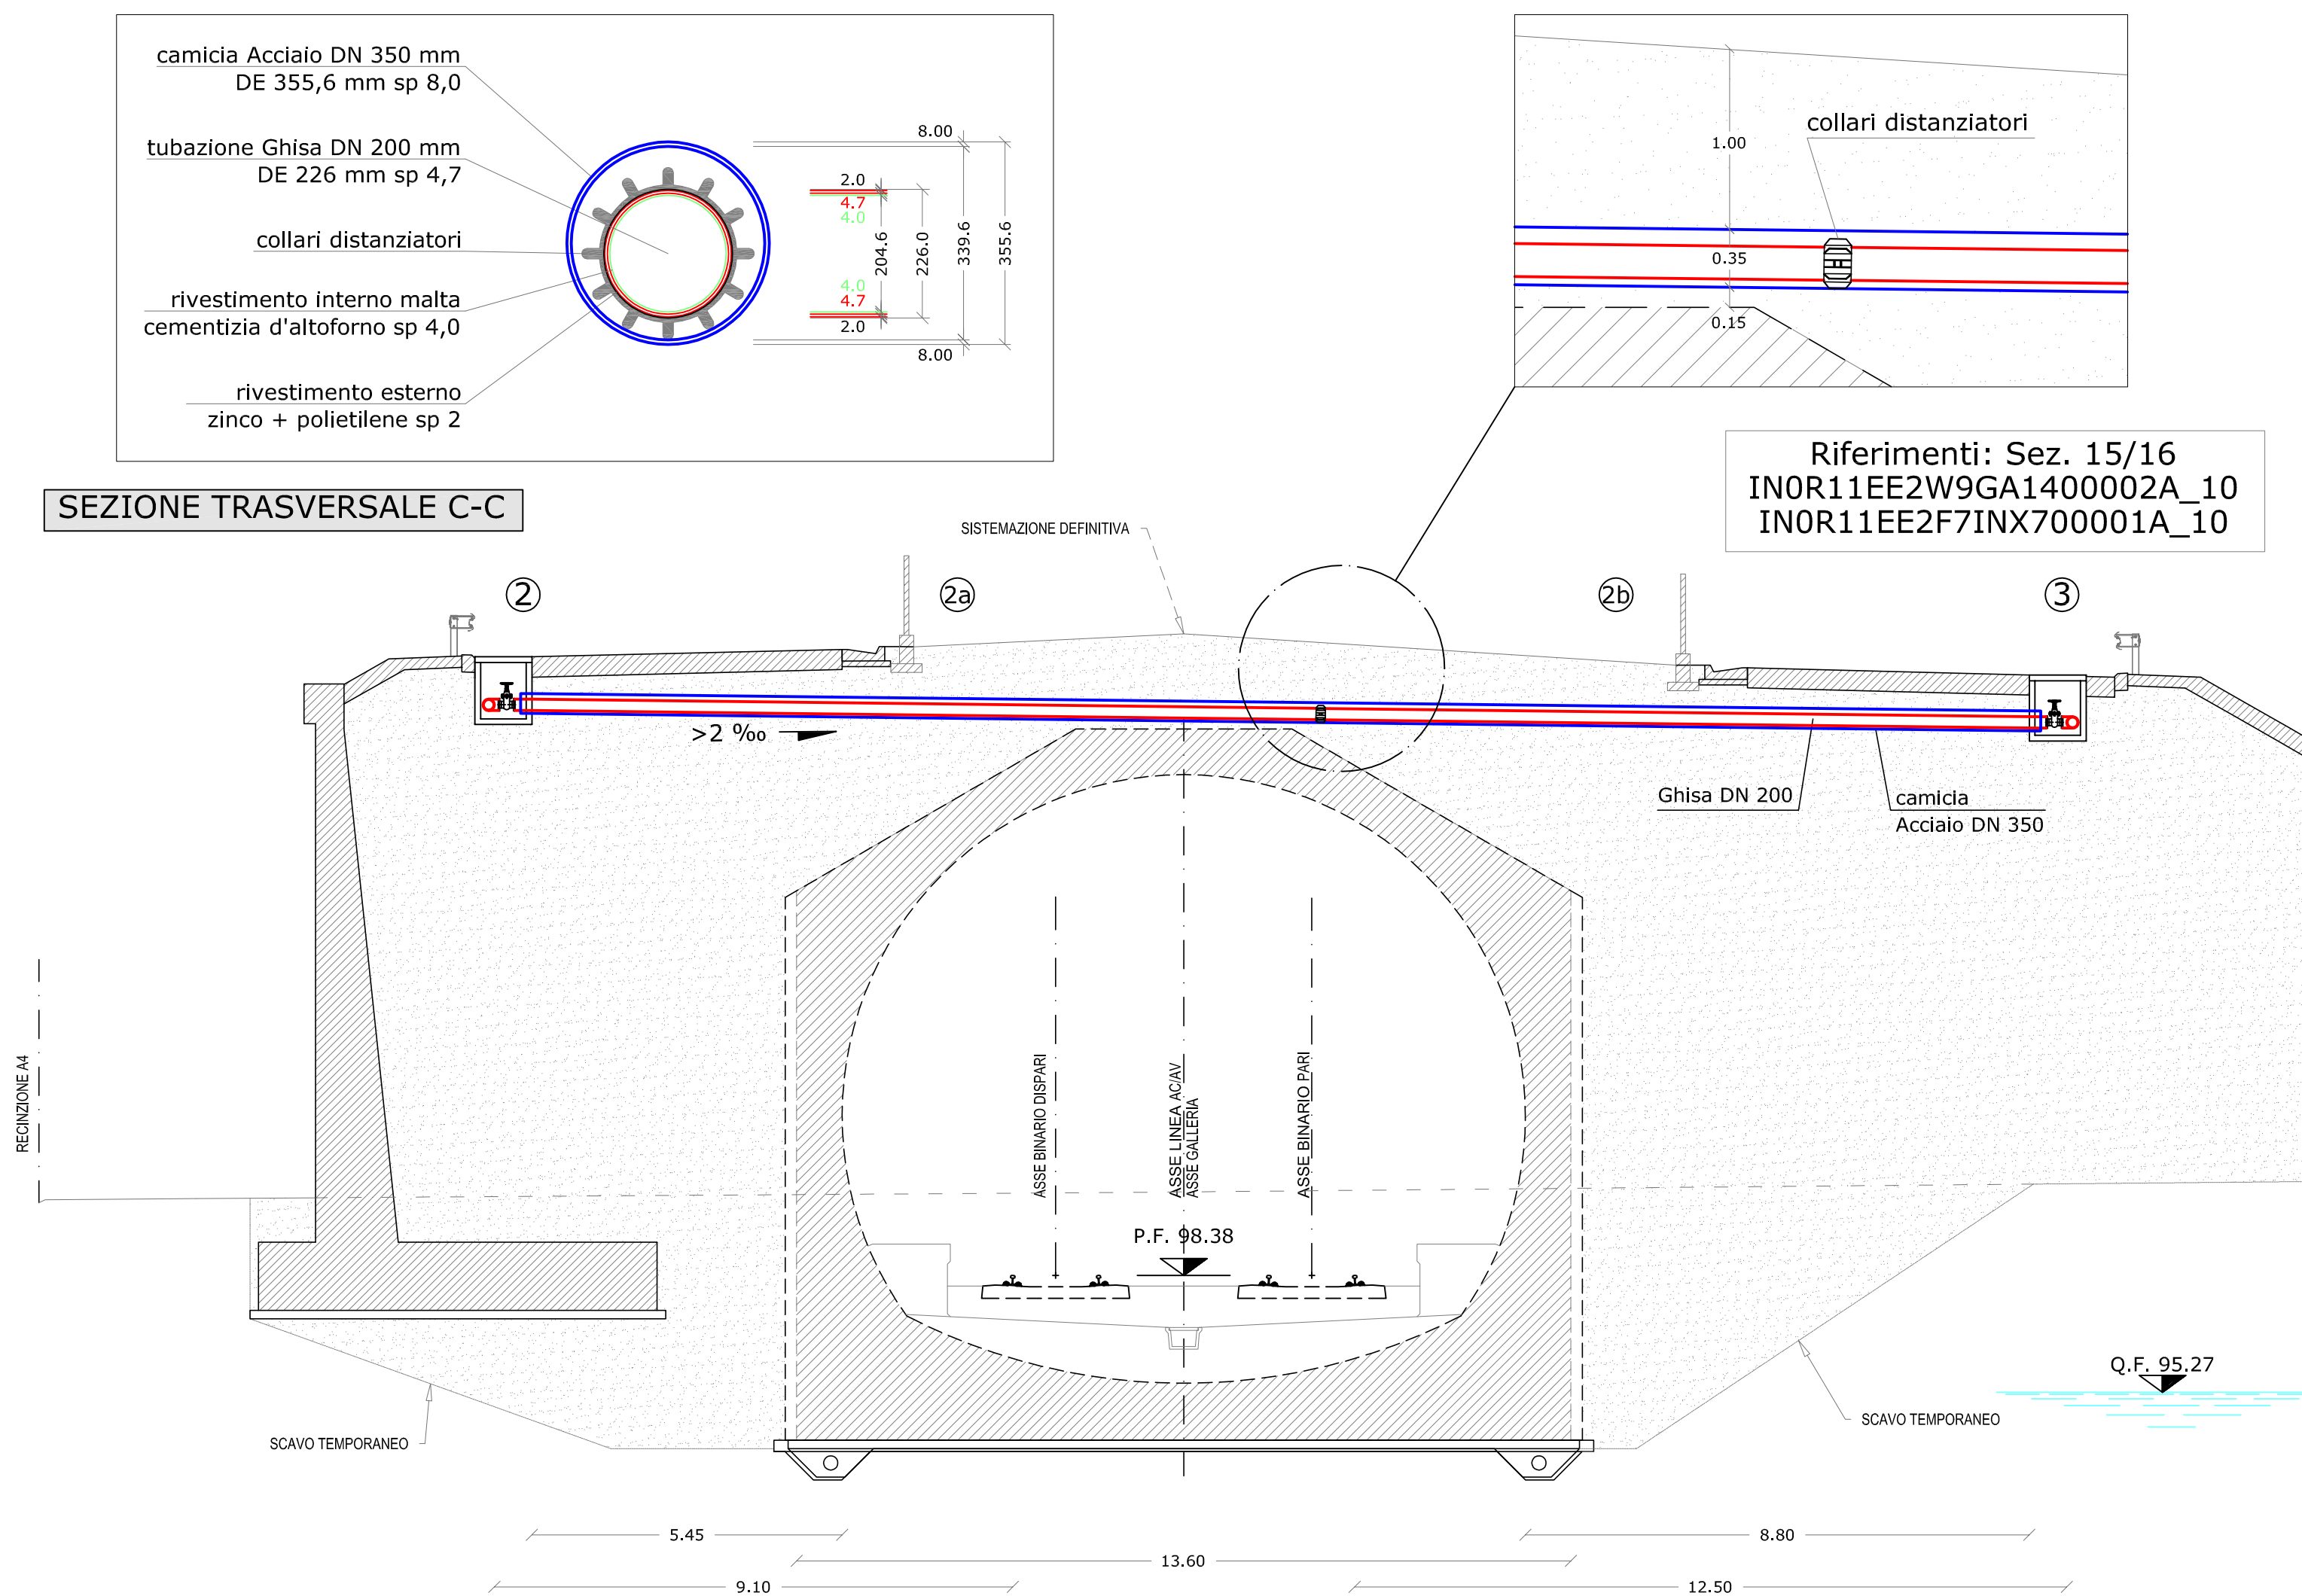 camicia Acciaio DN 350 mm
DE 355,6 mm sp 8,0
tubazione Ghisa DN 200 mm
DE 226 mm sp 4,7
collari distanziatori
rivestimento interno malta
cementizia d'altoforno sp 4,0
rivestimento esterno
zinco + polietilene sp 2
8.00
2.0
4.7
4.0
204.6
226.0
339.6
355.6
4.0
4.7
2.0
8.00
collari distanziatori
1.00
0.35
0.15
Riferimenti: Sez. 15/16
IN0R11EE2W9GA1400002A_10
IN0R11EE2F7INX700001A_10
SEZIONE TRASVERSALE C-C
SISTEMAZIONE DEFINITIVA
2
2a
2b
3
>2 ‰
Ghisa DN 200
camicia
Acciaio DN 350
RECINZIONE A4
ASSE BINARIO DISPARI
ASSE LINEA AC/AV
ASSE GALLERIA
ASSE BINARIO PARI
P.F. 98.38
Q.F. 95.27
SCAVO TEMPORANEO
SCAVO TEMPORANEO
5.45
8.80
13.60
9.10
12.50